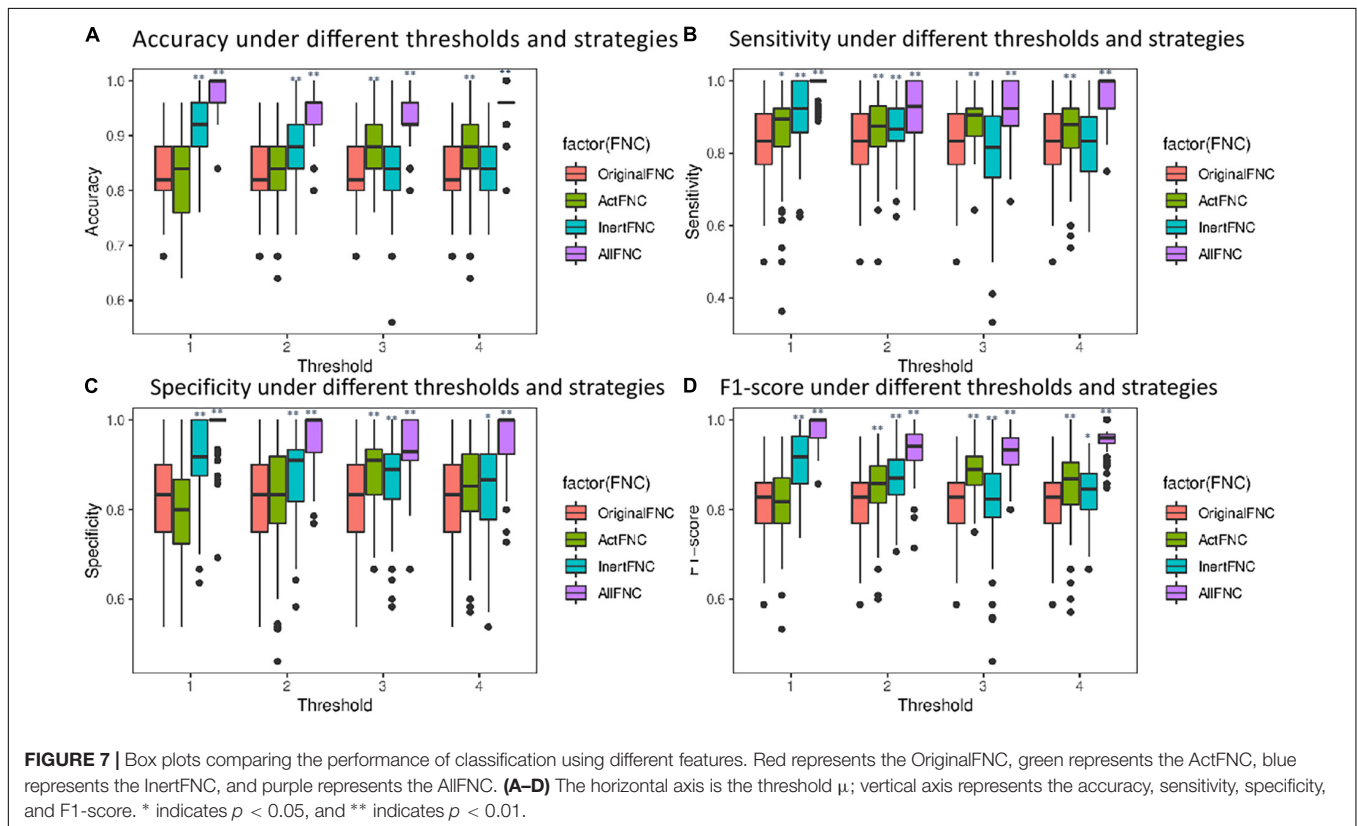 A Accuracy under different thresholds and strategies
** ** ** ** ** ** ** **
1.0
0.9
0.8
0.7
0.6
Accuracy
1 2 3 4
Threshold
factor(FNC)
OriginalFNC
ActFNC
InertFNC
AllFNC
B Sensitivity under different thresholds and strategies
* ** ** ** ** ** ** ** ** **
1.0
0.8
0.6
0.4
Sensitivity
1 2 3 4
Threshold
factor(FNC)
OriginalFNC
ActFNC
InertFNC
AllFNC
C Specificity under different thresholds and strategies
** ** ** ** ** ** ** * **
1.0
0.8
0.6
Specificity
1 2 3 4
Threshold
factor(FNC)
OriginalFNC
ActFNC
InertFNC
AllFNC
D F1-score under different thresholds and strategies
** ** ** ** ** ** ** ** ** * **
1.0
0.8
0.6
F1-score
1 2 3 4
Threshold
factor(FNC)
OriginalFNC
ActFNC
InertFNC
AllFNC
FIGURE 7 | Box plots comparing the performance of classification using different features. Red represents the OriginalFNC, green represents the ActFNC, blue
represents the InertFNC, and purple represents the AllFNC. (A–D) The horizontal axis is the threshold μ; vertical axis represents the accuracy, sensitivity, specificity,
and F1-score. * indicates p < 0.05, and ** indicates p < 0.01.